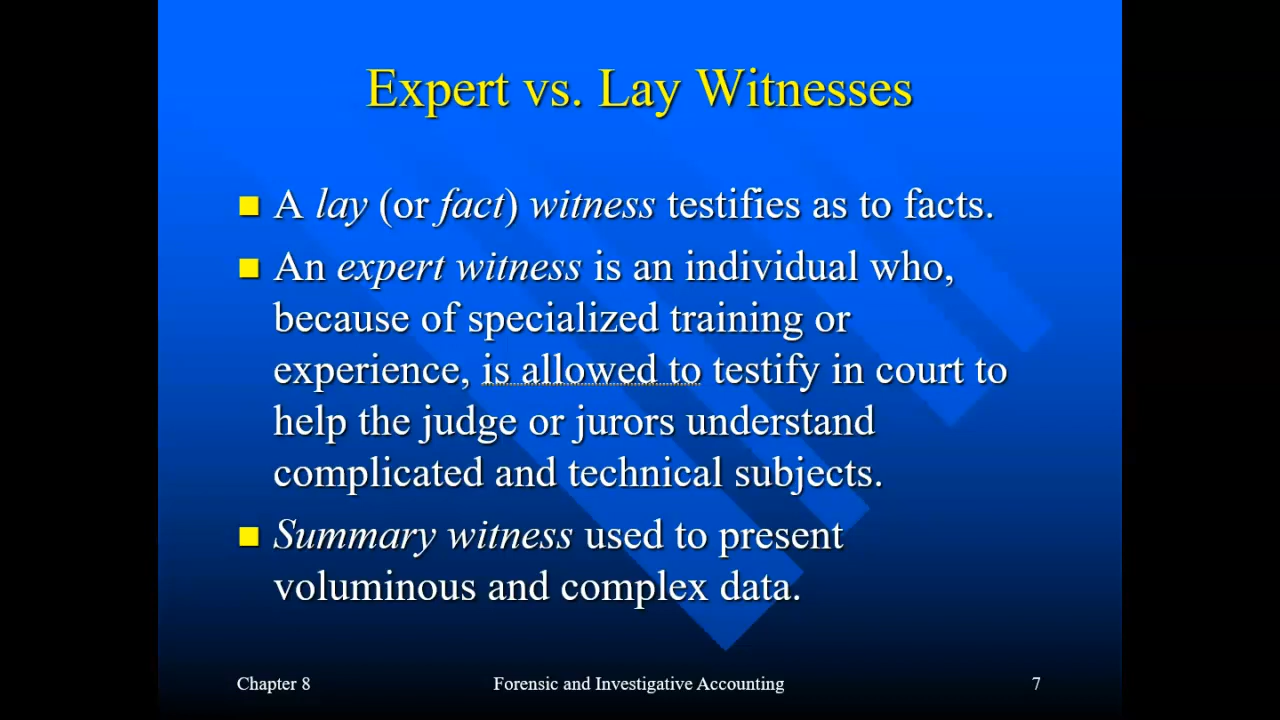 Expert vs. Lay Witnesses
A lay (or fact) witness testifies as to facts.
An expert witness is an individual who,
because of specialized training or
experience, is allowed to testify in court to
help the judge or jurors understand
complicated and technical subjects.
Summary witness used to present
voluminous and complex data.
Chapter 8
Forensic and Investigative Accounting
7